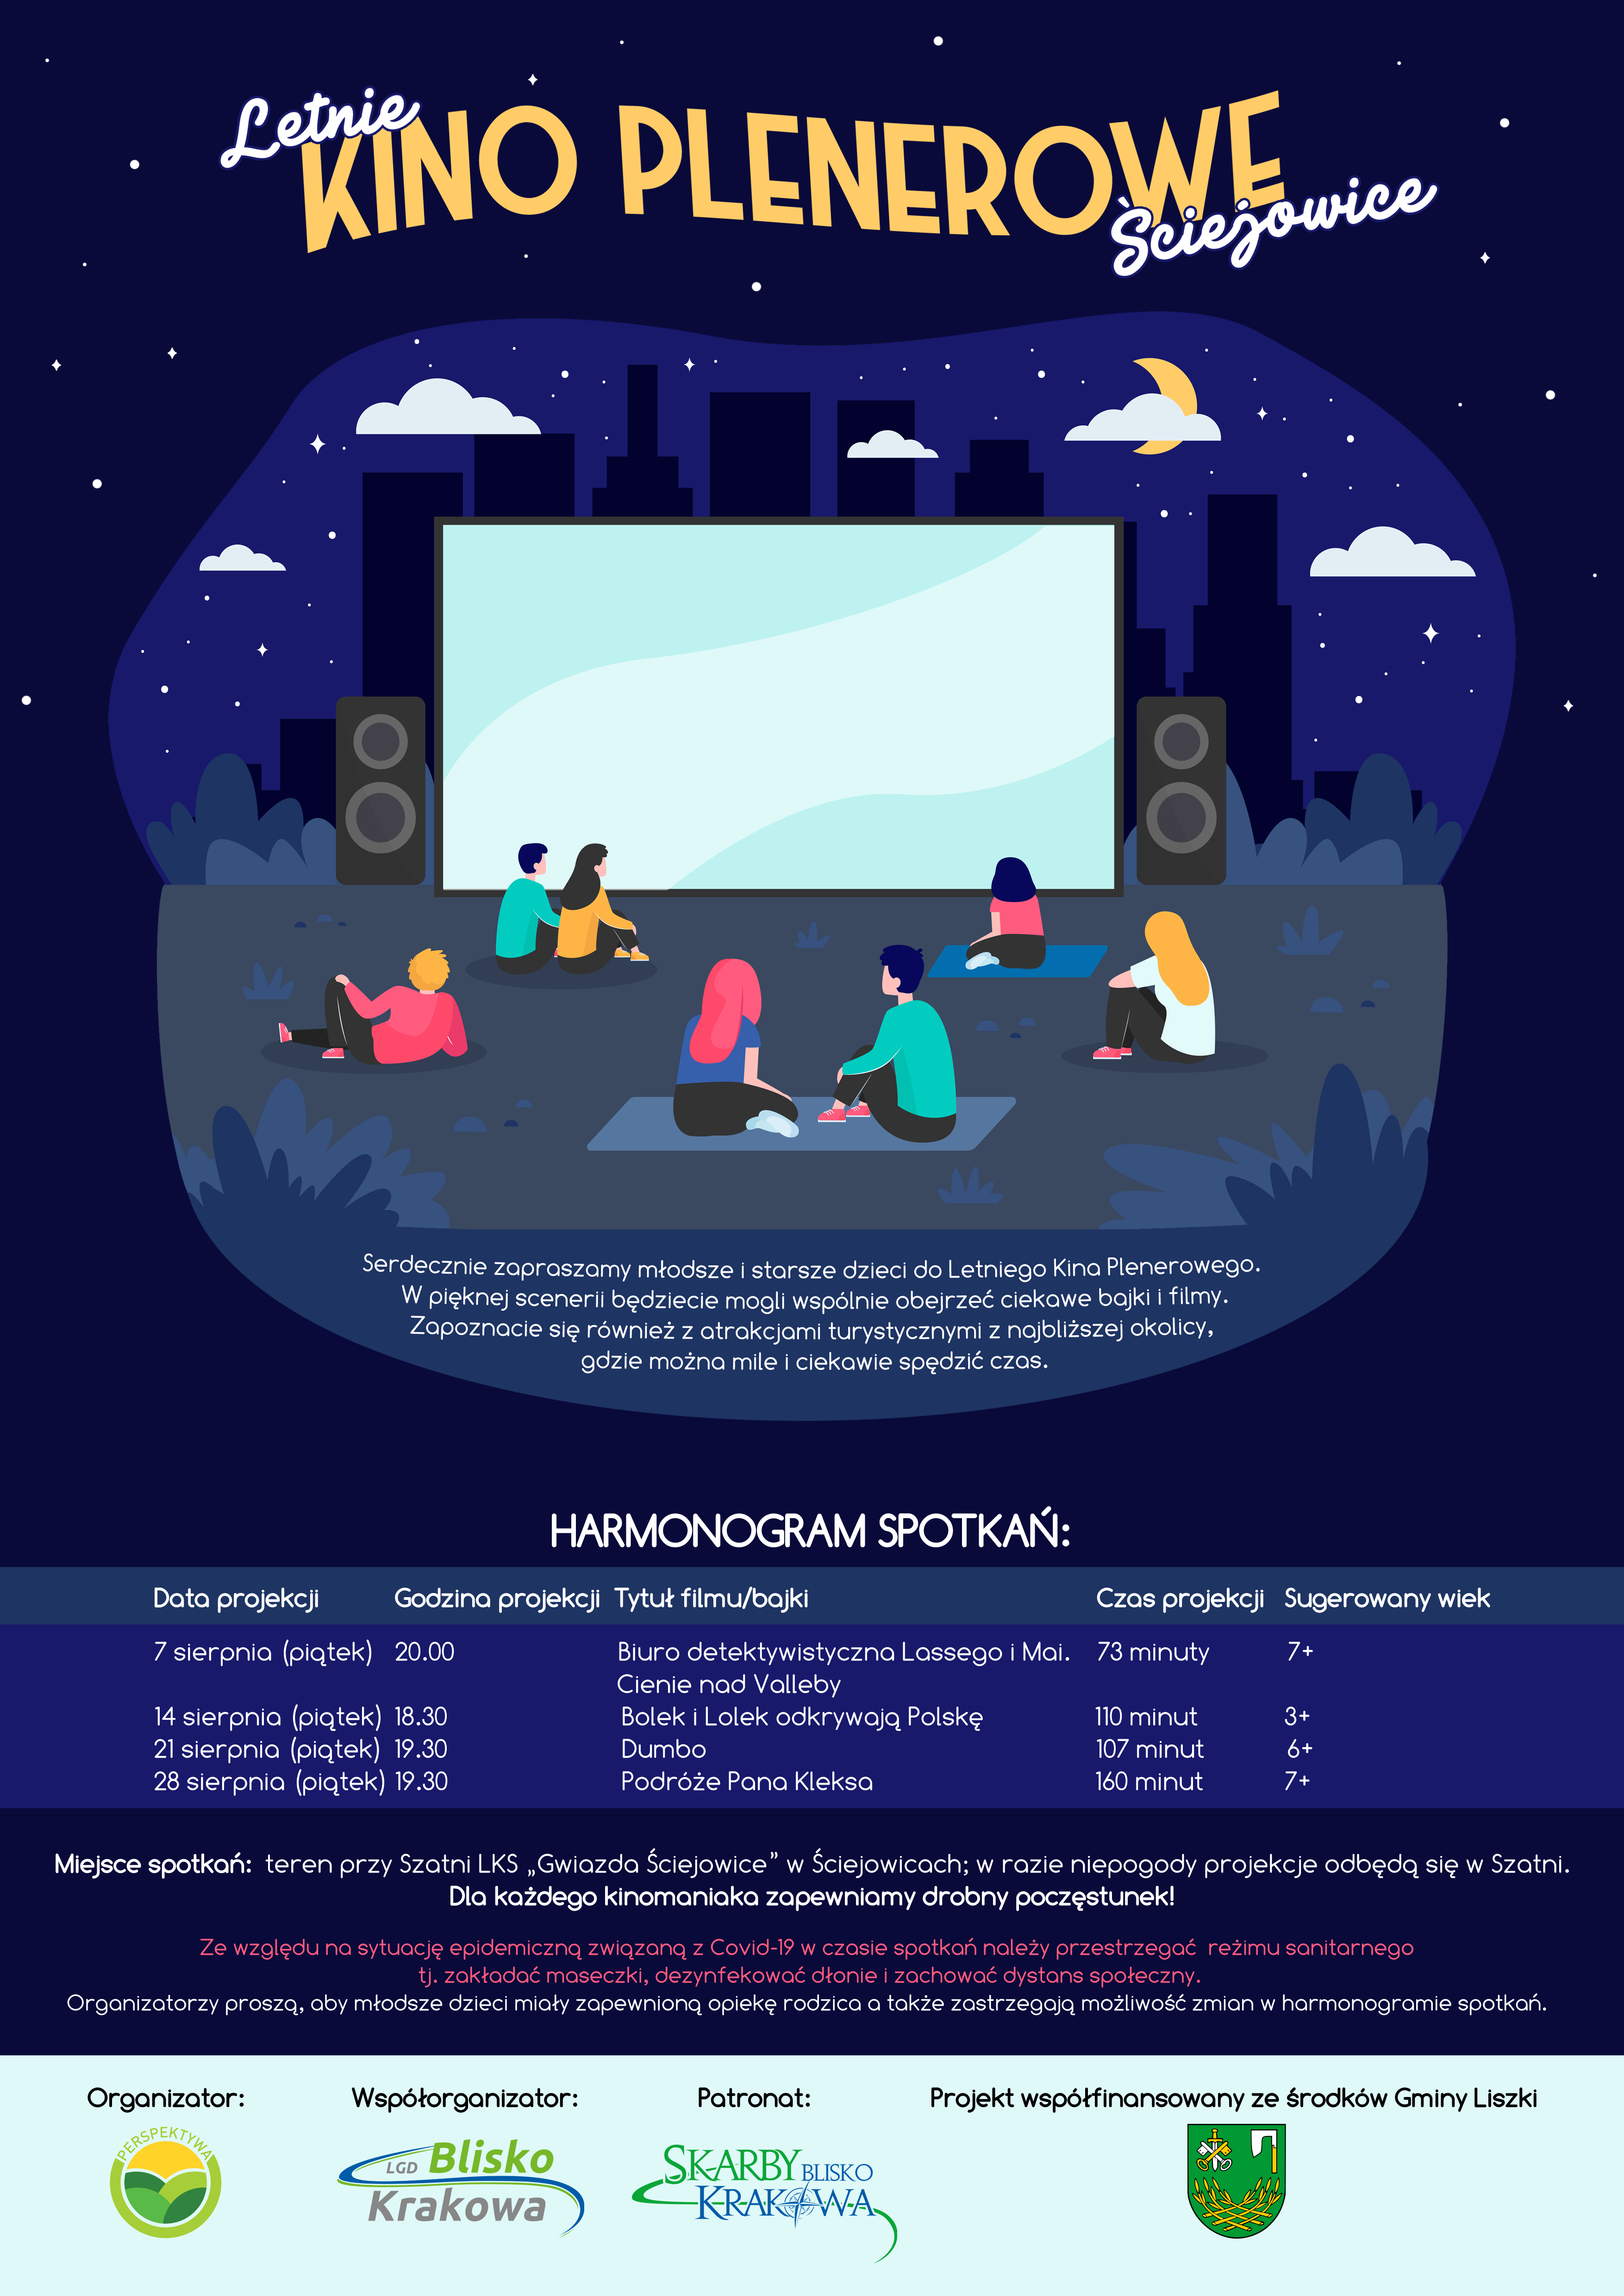 Letnie
KINO PLENEROWE
Ściejowice
Serdecznie zapraszamy młodsze i starsze dzieci do Letniego Kina Plenerowego.
W pięknej scenerii będziecie mogli wspólnie obejrzeć ciekawe bajki i filmy.
Zapoznacie się również z atrakcjami turystycznymi z najbliższej okolicy,
gdzie można mile i ciekawie spędzić czas.
HARMONOGRAM SPOTKAŃ:
Data projekcji Godzina projekcji Tytuł filmu/bajki Czas projekcji Sugerowany wiek
7 sierpnia (piątek) 20.00 Biuro detektywistyczna Lassego i Mai. 73 minuty 7+
Cienie nad Valleby
14 sierpnia (piątek) 18.30 Bolek i Lolek odkrywają Polskę 110 minut 3+
21 sierpnia (piątek) 19.30 Dumbo 107 minut 6+
28 sierpnia (piątek) 19.30 Podróże Pana Kleksa 160 minut 7+
Miejsce spotkań: teren przy Szatni LKS „Gwiazda Ściejowice” w Ściejowicach; w razie niepogody projekcje odbędą się w Szatni.
Dla każdego kinomaniaka zapewniamy drobny poczęstunek!
Ze względu na sytuację epidemiczną związaną z Covid-19 w czasie spotkań należy przestrzegać reżimu sanitarnego
tj. zakładać maseczki, dezynfekować dłonie i zachować dystans społeczny.
Organizatorzy proszą, aby młodsze dzieci miały zapewnioną opiekę rodzica a także zastrzegają możliwość zmian w harmonogramie spotkań.
Organizator: Współorganizator: Patronat: Projekt współfinansowany ze środków Gminy Liszki
PERSPEKTYWA
LGD Blisko
Krakowa
SKARBY BLISKO
KRAKOWA